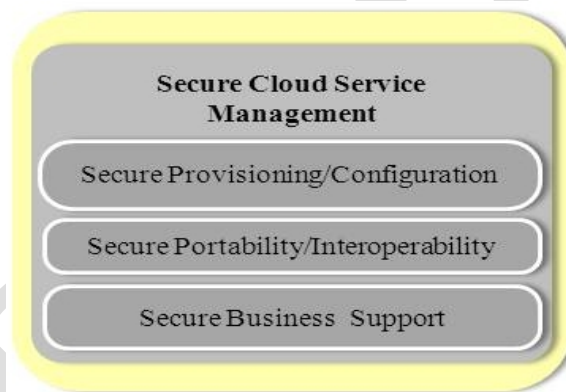 Secure Cloud Service
Management
Secure Provisioning/Configuration
Secure Portability/Interoperability
Secure Business Support